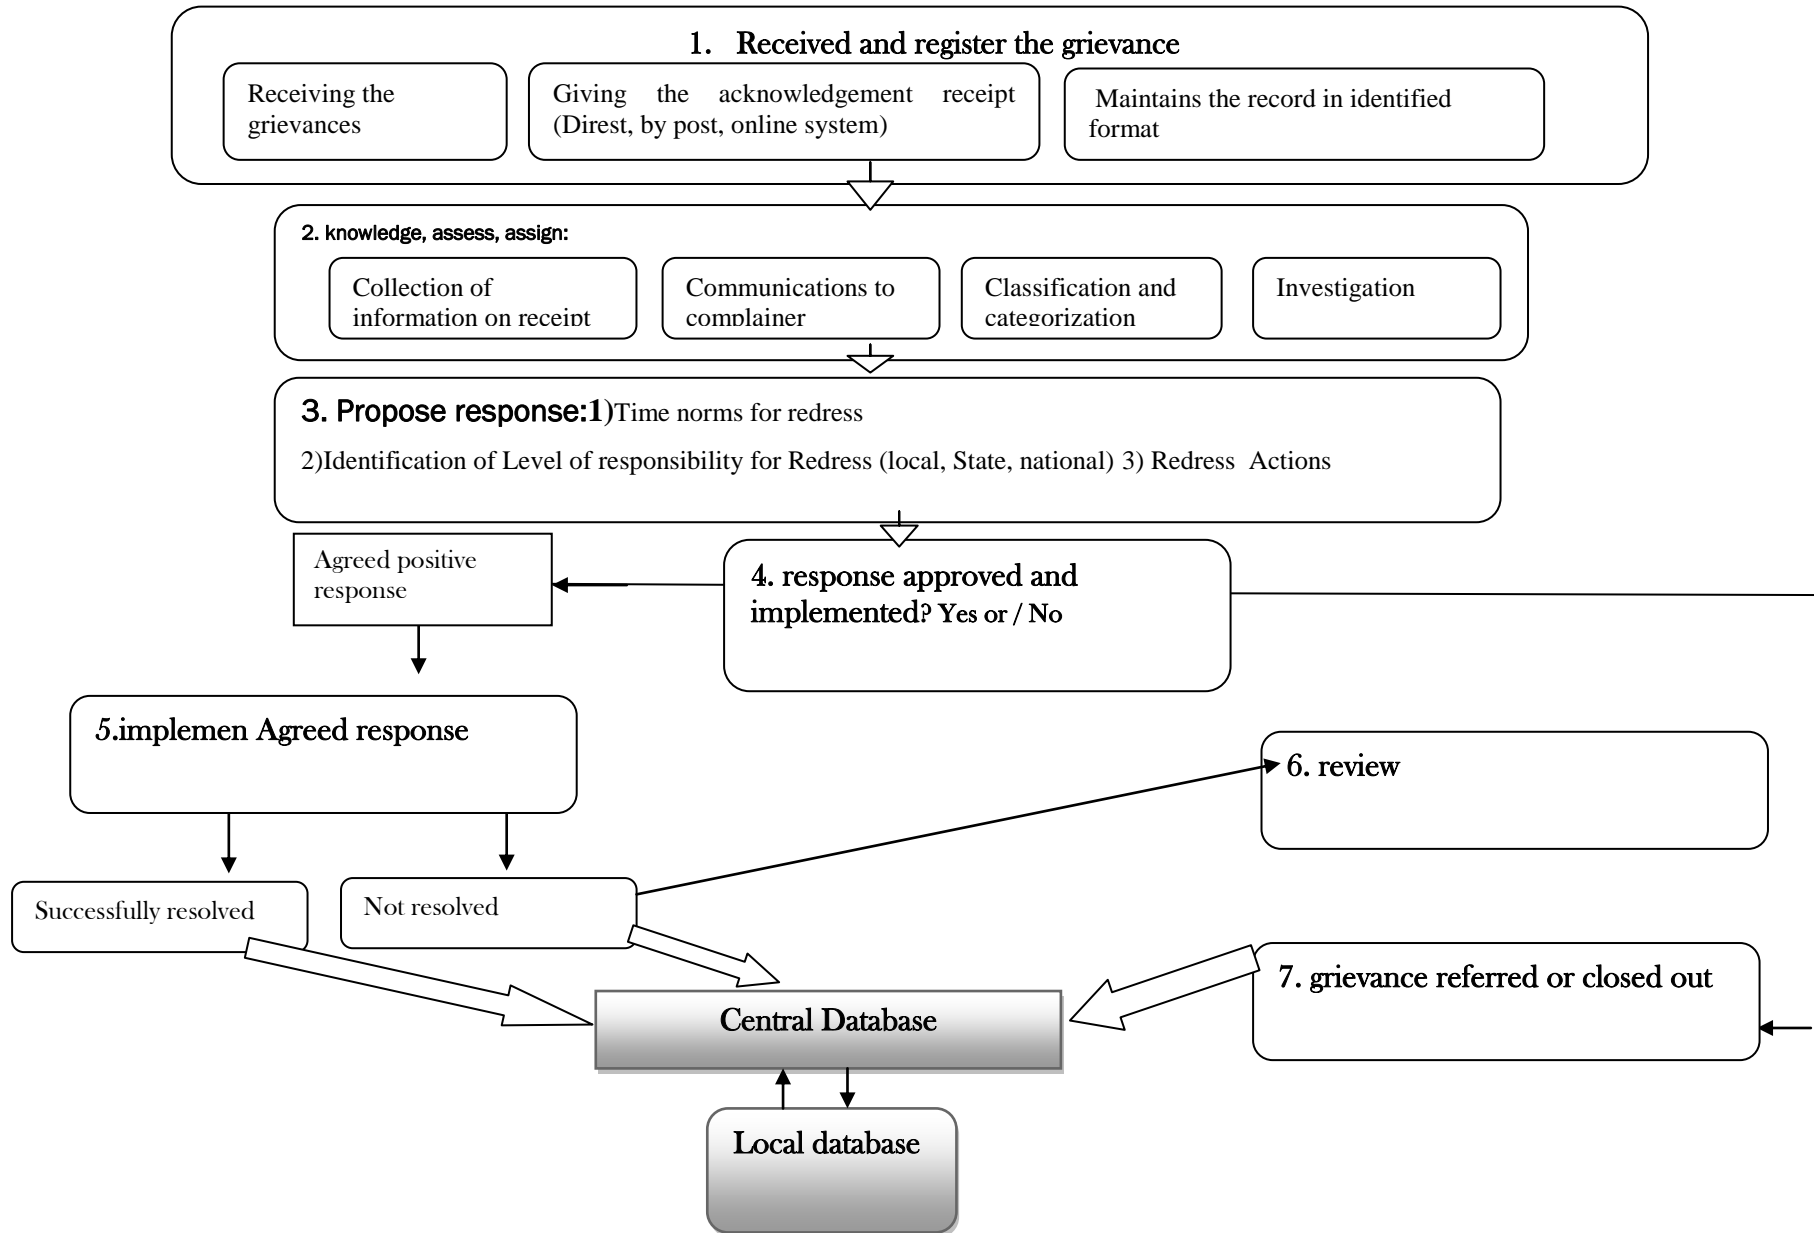 1. Received and register the grievance
Receiving the
grievances
Giving the acknowledgement receipt
(Direst, by post, online system)
Maintains the record in identified
format
2. knowledge, assess, assign:
Collection of
information on receipt
Communications to
complainer
Classification and
categorization
Investigation
3. Propose response:1)Time norms for redress
2)Identification of Level of responsibility for Redress (local, State, national) 3) Redress Actions
Agreed positive
response
4. response approved and
implemented? Yes or / No
5.implemen Agreed response
6. review
Successfully resolved
Not resolved
7. grievance referred or closed out
Central Database
Local database